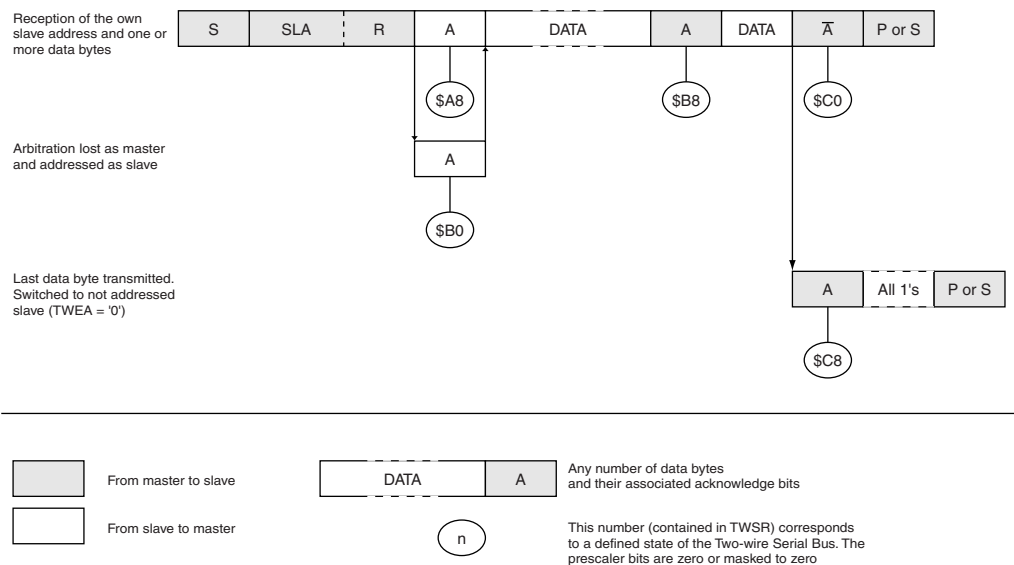 Reception of the own
slave address and one or
more data bytes
S SLA R A DATA A DATA A̅ P or S
$A8 $B8 $C0
Arbitration lost as master
and addressed as slave
A
$B0
Last data byte transmitted.
Switched to not addressed
slave (TWEA = '0')
A All 1's P or S
$C8
From master to slave
DATA A
Any number of data bytes
and their associated acknowledge bits
From slave to master
n
This number (contained in TWSR) corresponds
to a defined state of the Two-wire Serial Bus. The
prescaler bits are zero or masked to zero